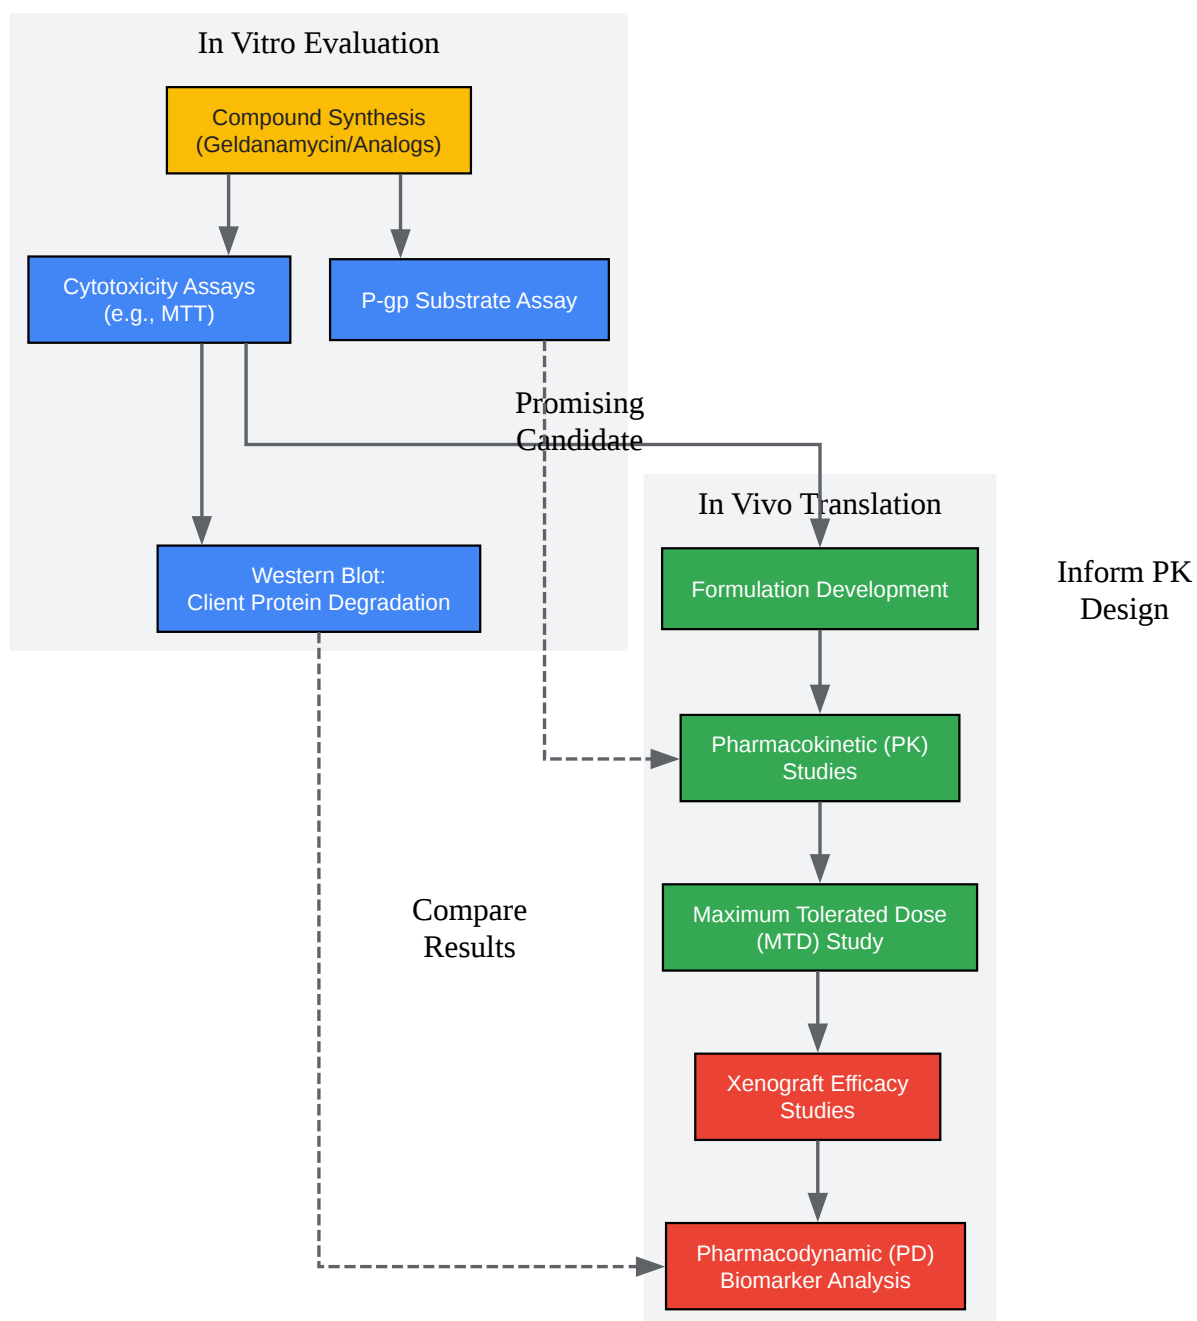 In Vitro Evaluation
Compound Synthesis
(Geldanamycin/Analogs)
Cytotoxicity Assays
(e.g., MTT)
P-gp Substrate Assay
Promising
Candidate
In Vivo Translation
Western Blot:
Client Protein Degradation
Formulation Development
Inform PK
Design
Pharmacokinetic (PK)
Studies
Compare
Results
Maximum Tolerated Dose
(MTD) Study
Xenograft Efficacy
Studies
Pharmacodynamic (PD)
Biomarker Analysis